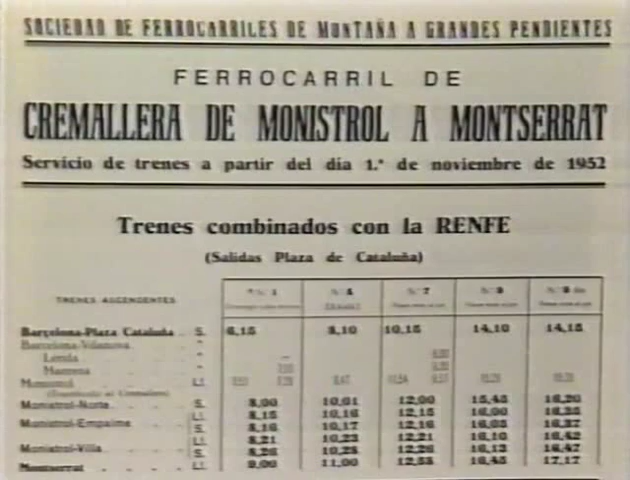 SOCIEDAD DE FERROCARRILES DE MONTAÑA A GRANDES PENDIENTES
FERROCARRIL DE
CREMALLERA DE MONISTROL A MONTSERRAT
Servicio de trenes a partir del día 1.º de noviembre de 1952
Trenes combinados con la RENFE
(Salidas Plaza de Cataluña)
TRENES ASCENDENTES
Barcelona-Plaza Cataluña S. 6,15 8,10 10,15 14,10 14,15
Barcelona-Vilanova
Lérida
Manresa
Monistrol Ll.
Monistrol-Norte S. 8,00 10,01 12,00 15,45 16,20
Monistrol-Empalme Ll. 8,15 10,16 12,15 16,00 16,35
S. 8,16 10,17 12,16 16,05 16,37
Monistrol-Villa Ll. 8,21 10,23 12,21 16,10 16,42
S. 8,26 10,28 12,26 16,12 16,47
Montserrat Ll. 9,00 11,00 12,58 16,45 17,17